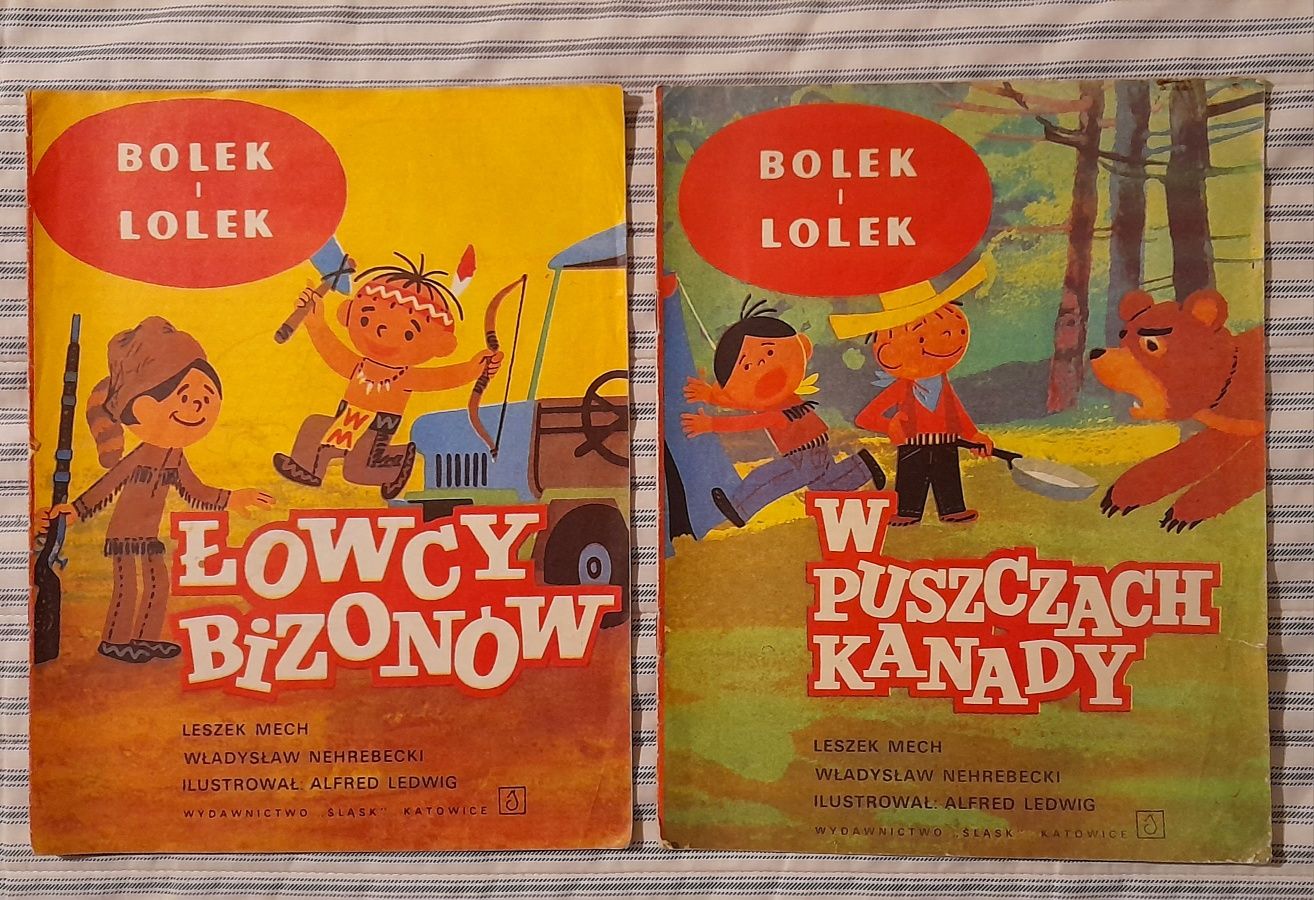 BOLEK
I
LOLEK
ŁOWCY
BiZONÓW
LESZEK MECH
WŁADYSŁAW NEHREBECKI
ILUSTROWAŁ: ALFRED LEDWIG
WYDAWNICTWO „ŚLĄSK" KATOWICE
BOLEK
I
LOLEK
W
PUSZCZACH
KANADY
LESZEK MECH
WŁADYSŁAW NEHREBECKI
ILUSTROWAŁ: ALFRED LEDWIG
WYDAWNICTWO „ŚLĄSK" KATOWICE